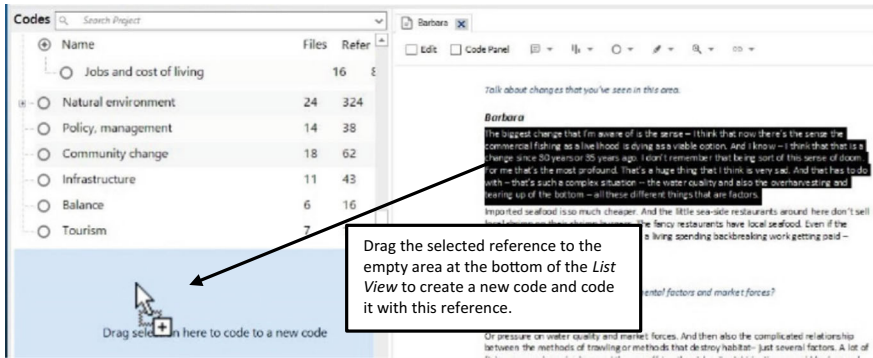 Codes Search Project
Name Files Refer
Jobs and cost of living 16 8
Natural environment 24 324
Policy, management 14 38
Community change 18 62
Infrastructure 11 43
Balance 6 16
Tourism 7
Drag selection here to code to a new code
Barbara
Edit Code Panel
Talk about changes that you've seen in this area.
Barbara
The biggest change that I'm aware of is the sense – I think that now there's the sense the
commercial fishing as a livelihood is dying as a viable option. And I know – I think that that is a
change since 30 years or 35 years ago. I don't remember that being sort of this sense of doom.
For me that's the most profound. That's a huge thing that I think is very sad. And that has to do
with – that's such a complex situation – the water quality and also the overharvesting and
tearing up of the bottom – all these different things that are factors.
Imported seafood is so much cheaper. And the little sea-side restaurants around here don't sell
The fancy restaurants have local seafood. Even if the
a living spending backbreaking work getting paid –
Drag the selected reference to the
empty area at the bottom of the List
View to create a new code and code
it with this reference.
mental factors and market forces?
Or pressure on water quality and market forces. And then also the complicated relationship
between the methods of trawling or methods that destroy habitat– just several factors. A lot of